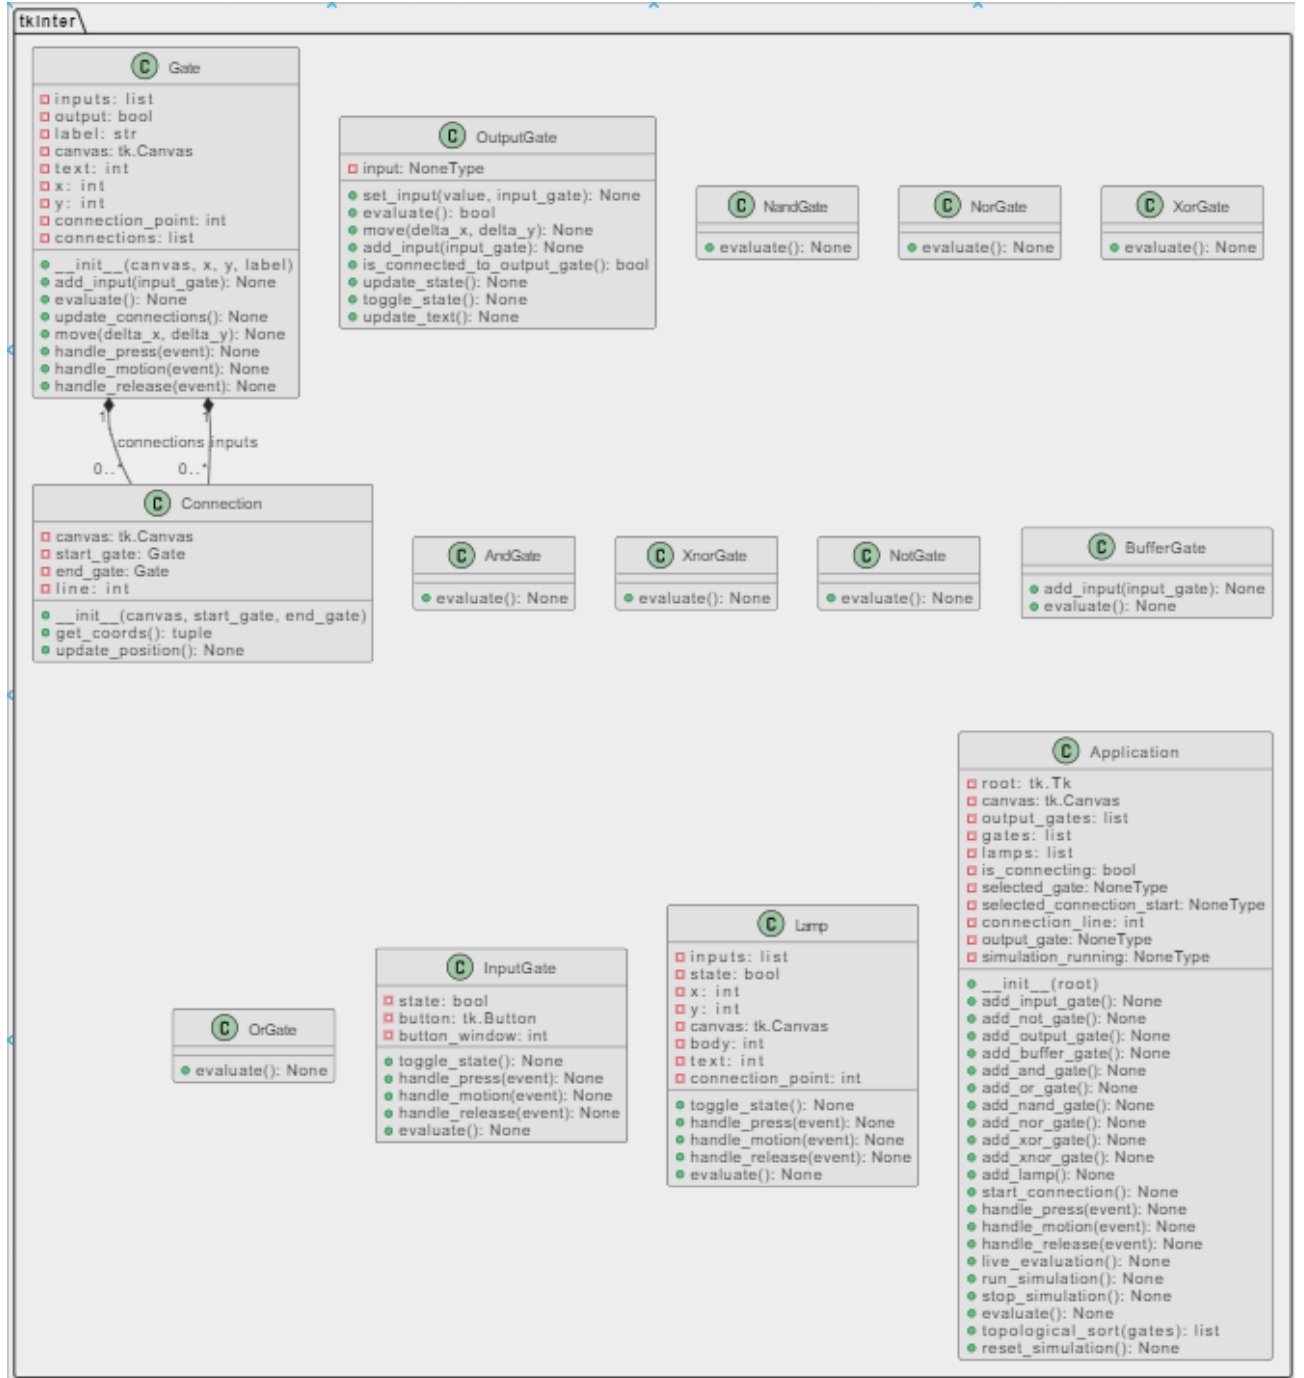 tkinter
C Gate
inputs: list
output: bool
label: str
canvas: tk.Canvas
text: int
x: int
y: int
connection_point: int
connections: list
__init__(canvas, x, y, label)
add_input(input_gate): None
evaluate(): None
update_connections(): None
move(delta_x, delta_y): None
handle_press(event): None
handle_motion(event): None
handle_release(event): None
C OutputGate
input: NoneType
set_input(value, input_gate): None
evaluate(): bool
move(delta_x, delta_y): None
add_input(input_gate): None
is_connected_to_output_gate(): bool
update_state(): None
toggle_state(): None
update_text(): None
C NandGate
evaluate(): None
C NorGate
evaluate(): None
C XorGate
evaluate(): None
1 1
connections inputs
0..* 0..*
C Connection
canvas: tk.Canvas
start_gate: Gate
end_gate: Gate
line: int
__init__(canvas, start_gate, end_gate)
get_coords(): tuple
update_position(): None
C AndGate
evaluate(): None
C XnorGate
evaluate(): None
C NotGate
evaluate(): None
C BufferGate
add_input(input_gate): None
evaluate(): None
C OrGate
evaluate(): None
C InputGate
state: bool
button: tk.Button
button_window: int
toggle_state(): None
handle_press(event): None
handle_motion(event): None
handle_release(event): None
evaluate(): None
C Lamp
inputs: list
state: bool
x: int
y: int
canvas: tk.Canvas
body: int
text: int
connection_point: int
toggle_state(): None
handle_press(event): None
handle_motion(event): None
handle_release(event): None
evaluate(): None
C Application
root: tk.Tk
canvas: tk.Canvas
output_gates: list
gates: list
lamps: list
is_connecting: bool
selected_gate: NoneType
selected_connection_start: NoneType
connection_line: int
output_gate: NoneType
simulation_running: NoneType
__init__(root)
add_input_gate(): None
add_not_gate(): None
add_output_gate(): None
add_buffer_gate(): None
add_and_gate(): None
add_or_gate(): None
add_nand_gate(): None
add_nor_gate(): None
add_xor_gate(): None
add_xnor_gate(): None
add_lamp(): None
start_connection(): None
handle_press(event): None
handle_motion(event): None
handle_release(event): None
live_evaluation(): None
run_simulation(): None
stop_simulation(): None
evaluate(): None
topological_sort(gates): list
reset_simulation(): None